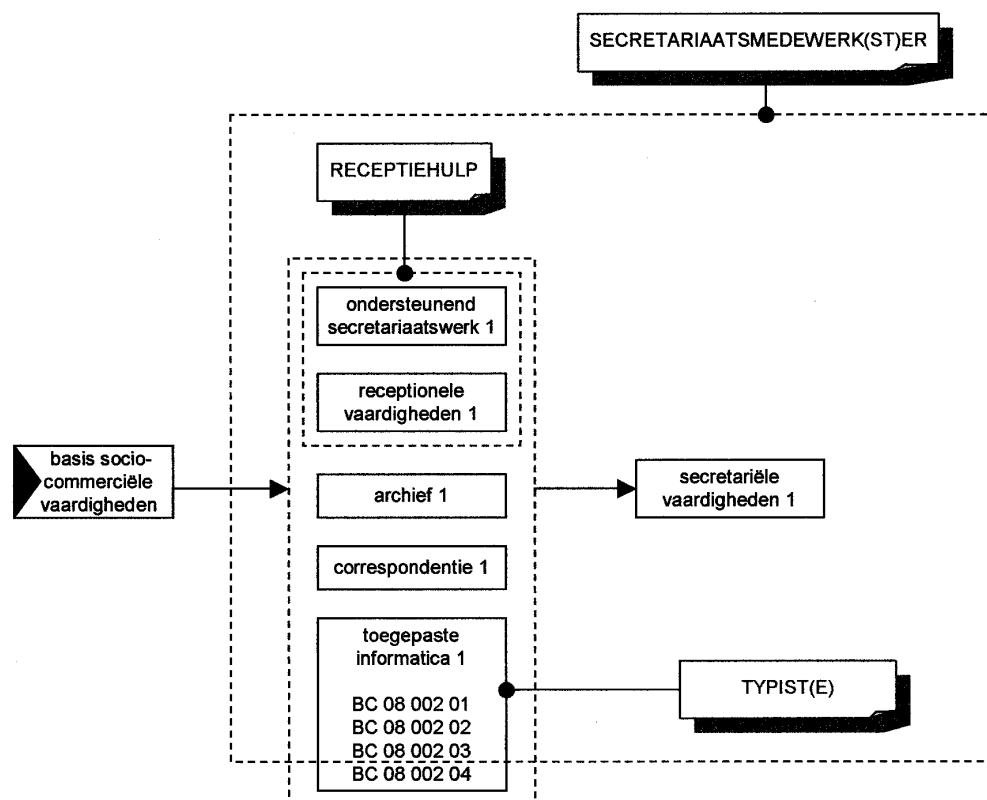 SECRETARIAATSMEDEWERK(ST)ER
RECEPTIEHULP
ondersteunend
secretariaatswerk 1
receptionele
vaardigheden 1
basis socio-
commerciële
vaardigheden
archief 1
secretariële
vaardigheden 1
correspondentie 1
toegepaste
informatica 1
BC 08 002 01
BC 08 002 02
BC 08 002 03
BC 08 002 04
TYPIST(E)